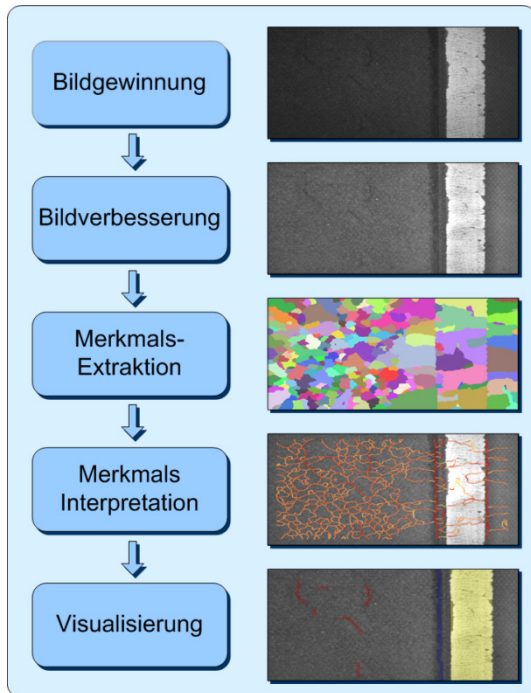 Bildgewinnung
Bildverbesserung
Merkmals-
Extraktion
Merkmals
Interpretation
Visualisierung